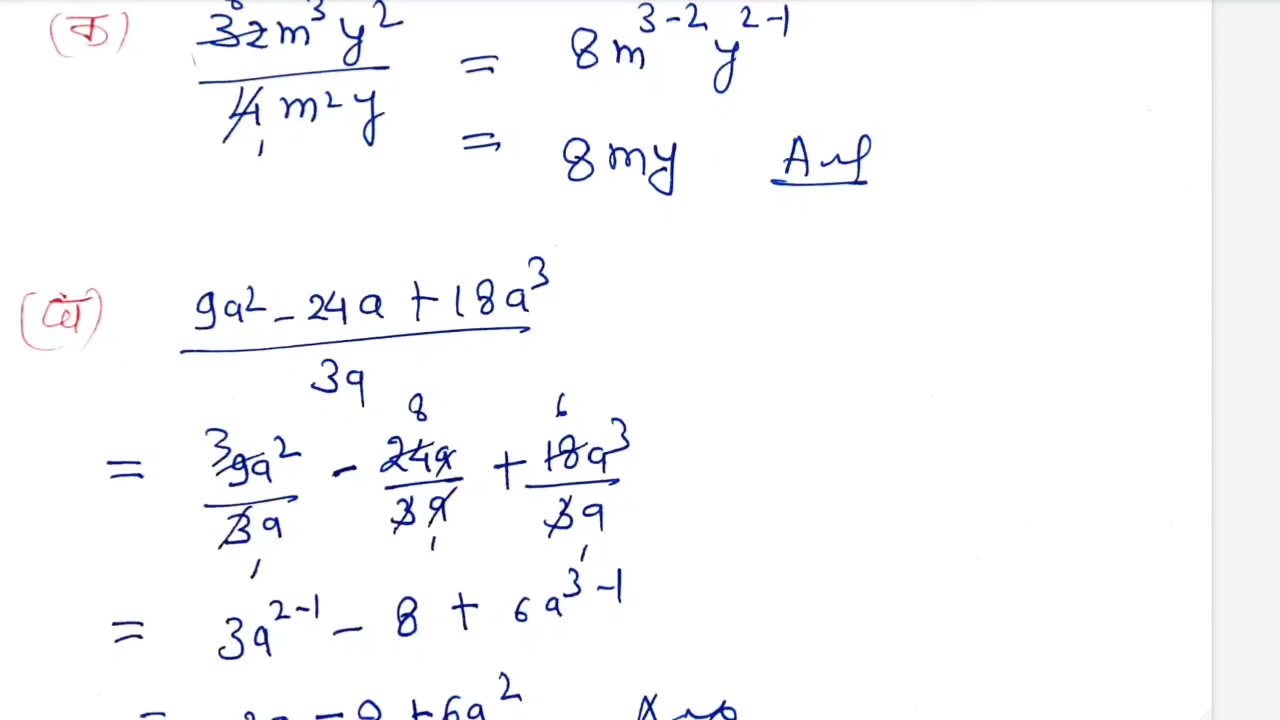 (क) 32m³y² / 4m²y = 8m³⁻²y²⁻¹
= 8my Ans
9a² - 24a + 18a³ / 3a
= 9a²/3a - 24a/3a + 18a³/3a
= 3a²⁻¹ - 8 + 6a³⁻¹